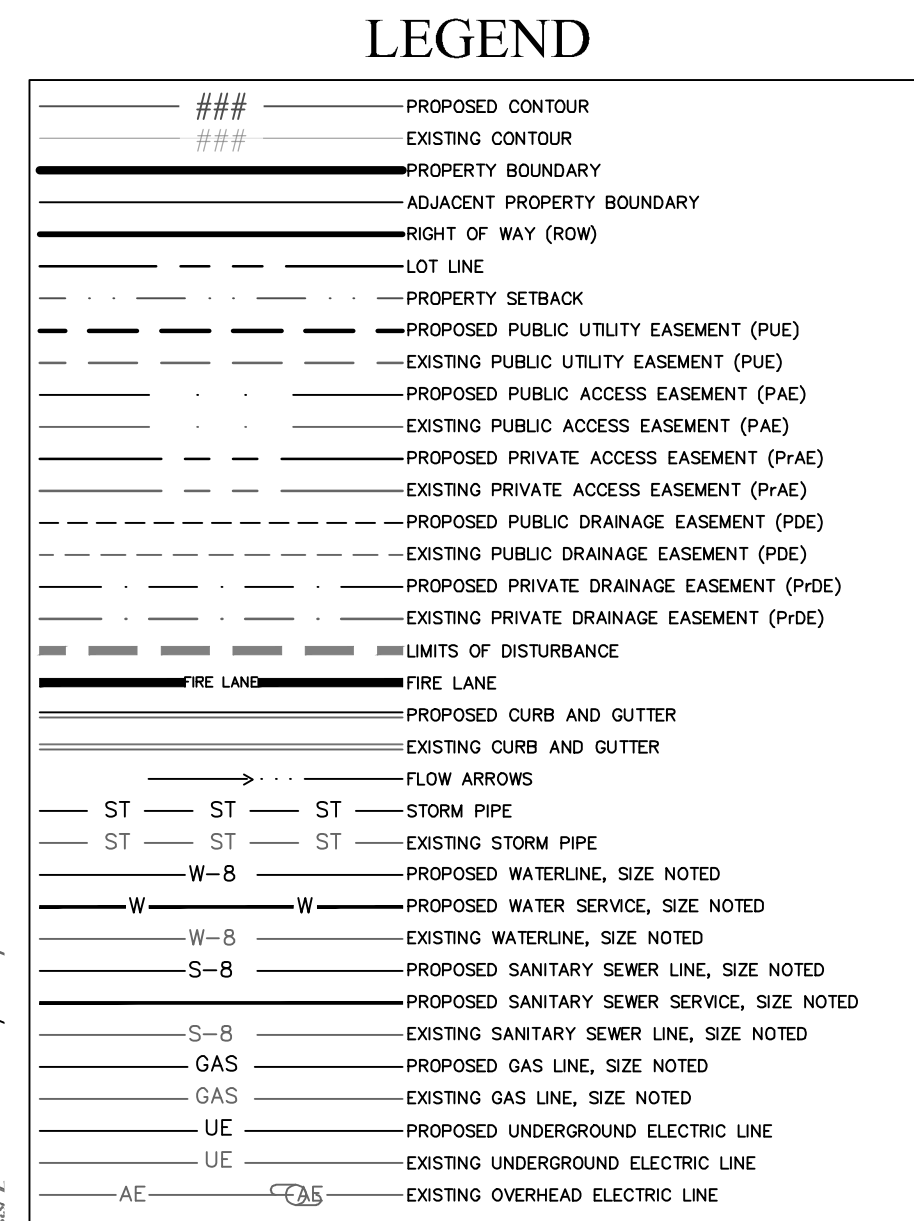 LEGEND
### PROPOSED CONTOUR
### EXISTING CONTOUR
PROPERTY BOUNDARY
ADJACENT PROPERTY BOUNDARY
RIGHT OF WAY (ROW)
LOT LINE
PROPERTY SETBACK
PROPOSED PUBLIC UTILITY EASEMENT (PUE)
EXISTING PUBLIC UTILITY EASEMENT (PUE)
PROPOSED PUBLIC ACCESS EASEMENT (PAE)
EXISTING PUBLIC ACCESS EASEMENT (PAE)
PROPOSED PRIVATE ACCESS EASEMENT (PrAE)
EXISTING PRIVATE ACCESS EASEMENT (PrAE)
PROPOSED PUBLIC DRAINAGE EASEMENT (PDE)
EXISTING PUBLIC DRAINAGE EASEMENT (PDE)
PROPOSED PRIVATE DRAINAGE EASEMENT (PrDE)
EXISTING PRIVATE DRAINAGE EASEMENT (PrDE)
LIMITS OF DISTURBANCE
FIRE LANE FIRE LANE
PROPOSED CURB AND GUTTER
EXISTING CURB AND GUTTER
FLOW ARROWS
ST ST ST STORM PIPE
ST ST ST EXISTING STORM PIPE
W-8 PROPOSED WATERLINE, SIZE NOTED
W W PROPOSED WATER SERVICE, SIZE NOTED
W-8 EXISTING WATERLINE, SIZE NOTED
S-8 PROPOSED SANITARY SEWER LINE, SIZE NOTED
PROPOSED SANITARY SEWER SERVICE, SIZE NOTED
S-8 EXISTING SANITARY SEWER LINE, SIZE NOTED
GAS PROPOSED GAS LINE, SIZE NOTED
GAS EXISTING GAS LINE, SIZE NOTED
UE PROPOSED UNDERGROUND ELECTRIC LINE
UE EXISTING UNDERGROUND ELECTRIC LINE
AE AE EXISTING OVERHEAD ELECTRIC LINE